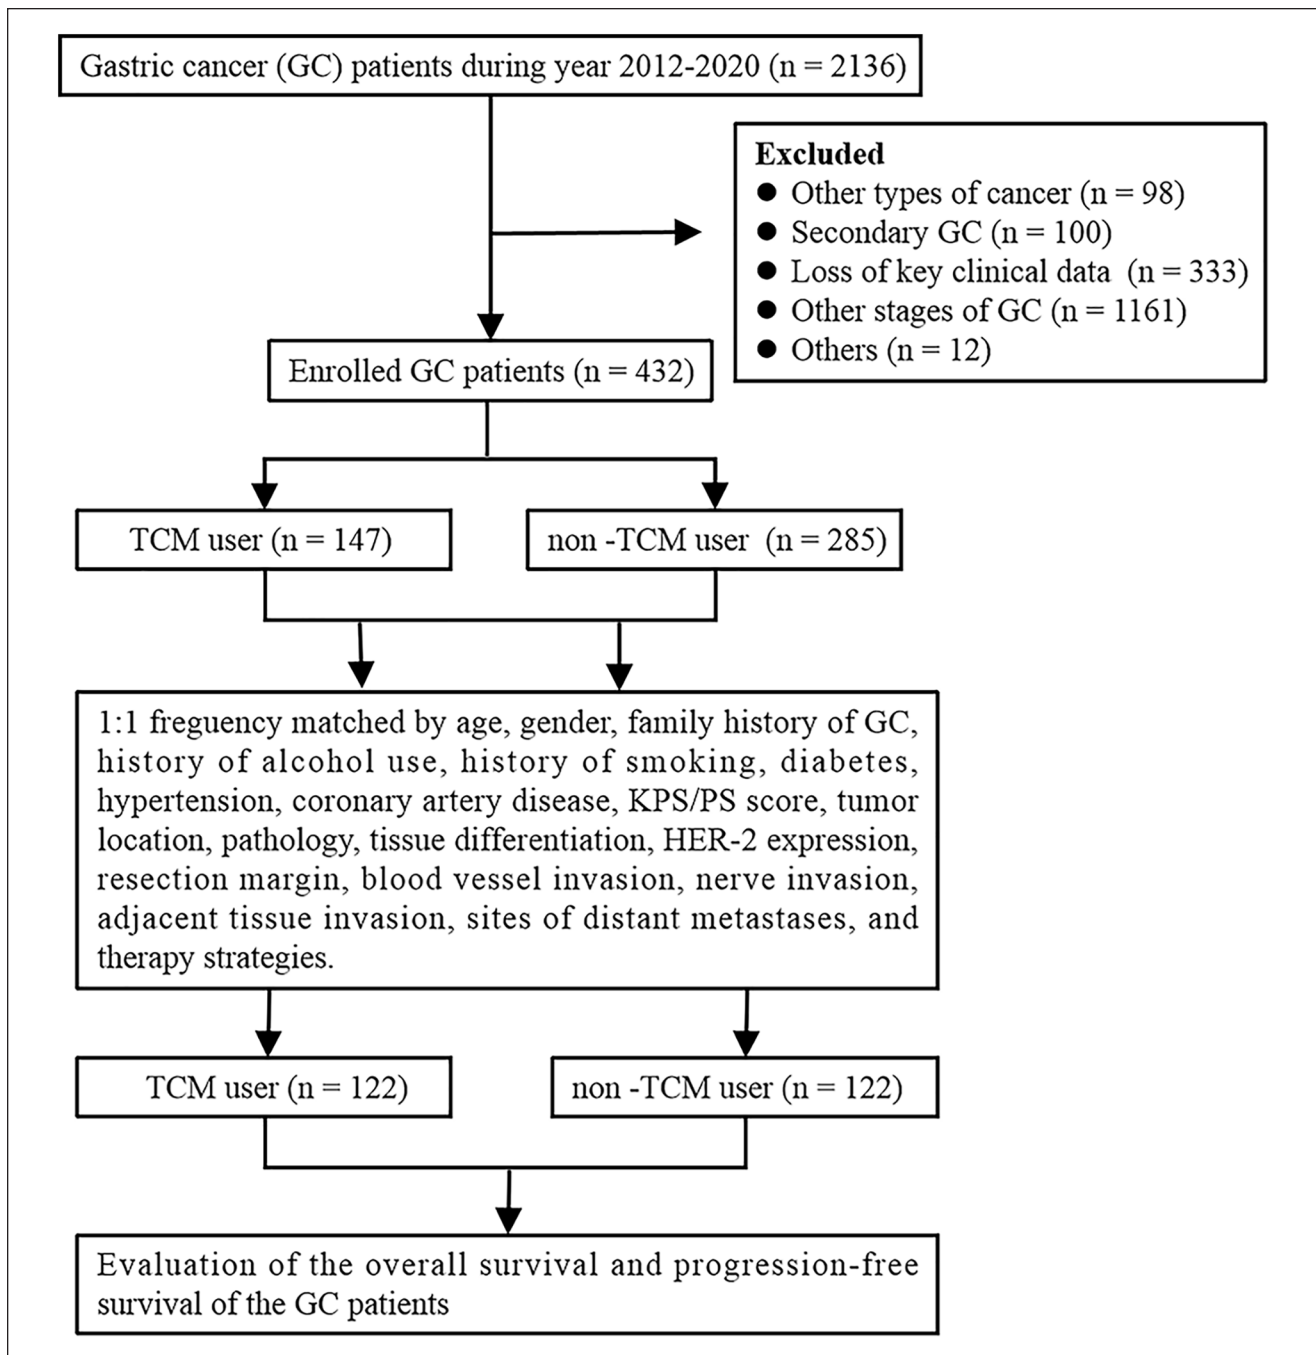 Gastric cancer (GC) patients during year 2012-2020 (n = 2136)
Excluded
● Other types of cancer (n = 98)
● Secondary GC (n = 100)
● Loss of key clinical data (n = 333)
● Other stages of GC (n = 1161)
● Others (n = 12)
Enrolled GC patients (n = 432)
TCM user (n = 147)
non -TCM user (n = 285)
1:1 freguency matched by age, gender, family history of GC,
history of alcohol use, history of smoking, diabetes,
hypertension, coronary artery disease, KPS/PS score, tumor
location, pathology, tissue differentiation, HER-2 expression,
resection margin, blood vessel invasion, nerve invasion,
adjacent tissue invasion, sites of distant metastases, and
therapy strategies.
TCM user (n = 122)
non -TCM user (n = 122)
Evaluation of the overall survival and progression-free
survival of the GC patients